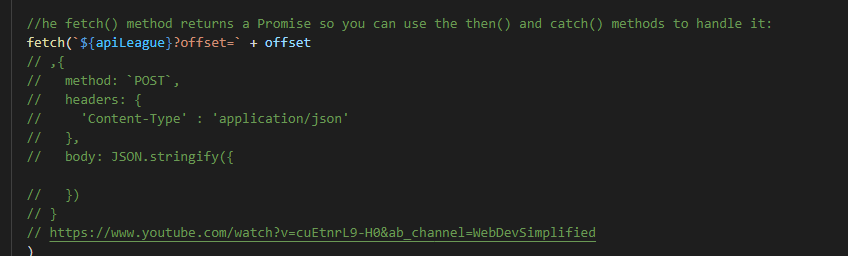 //he fetch() method returns a Promise so you can use the then() and catch() methods to handle it:
fetch(`${apiLeague}?offset=` + offset
// ,{
//   method: `POST`,
//   headers: {
//     'Content-Type' : 'application/json'
//   },
//   body: JSON.stringify({
//   })
// }
// https://www.youtube.com/watch?v=cuEtnrL9-H0&ab_channel=WebDevSimplified
)